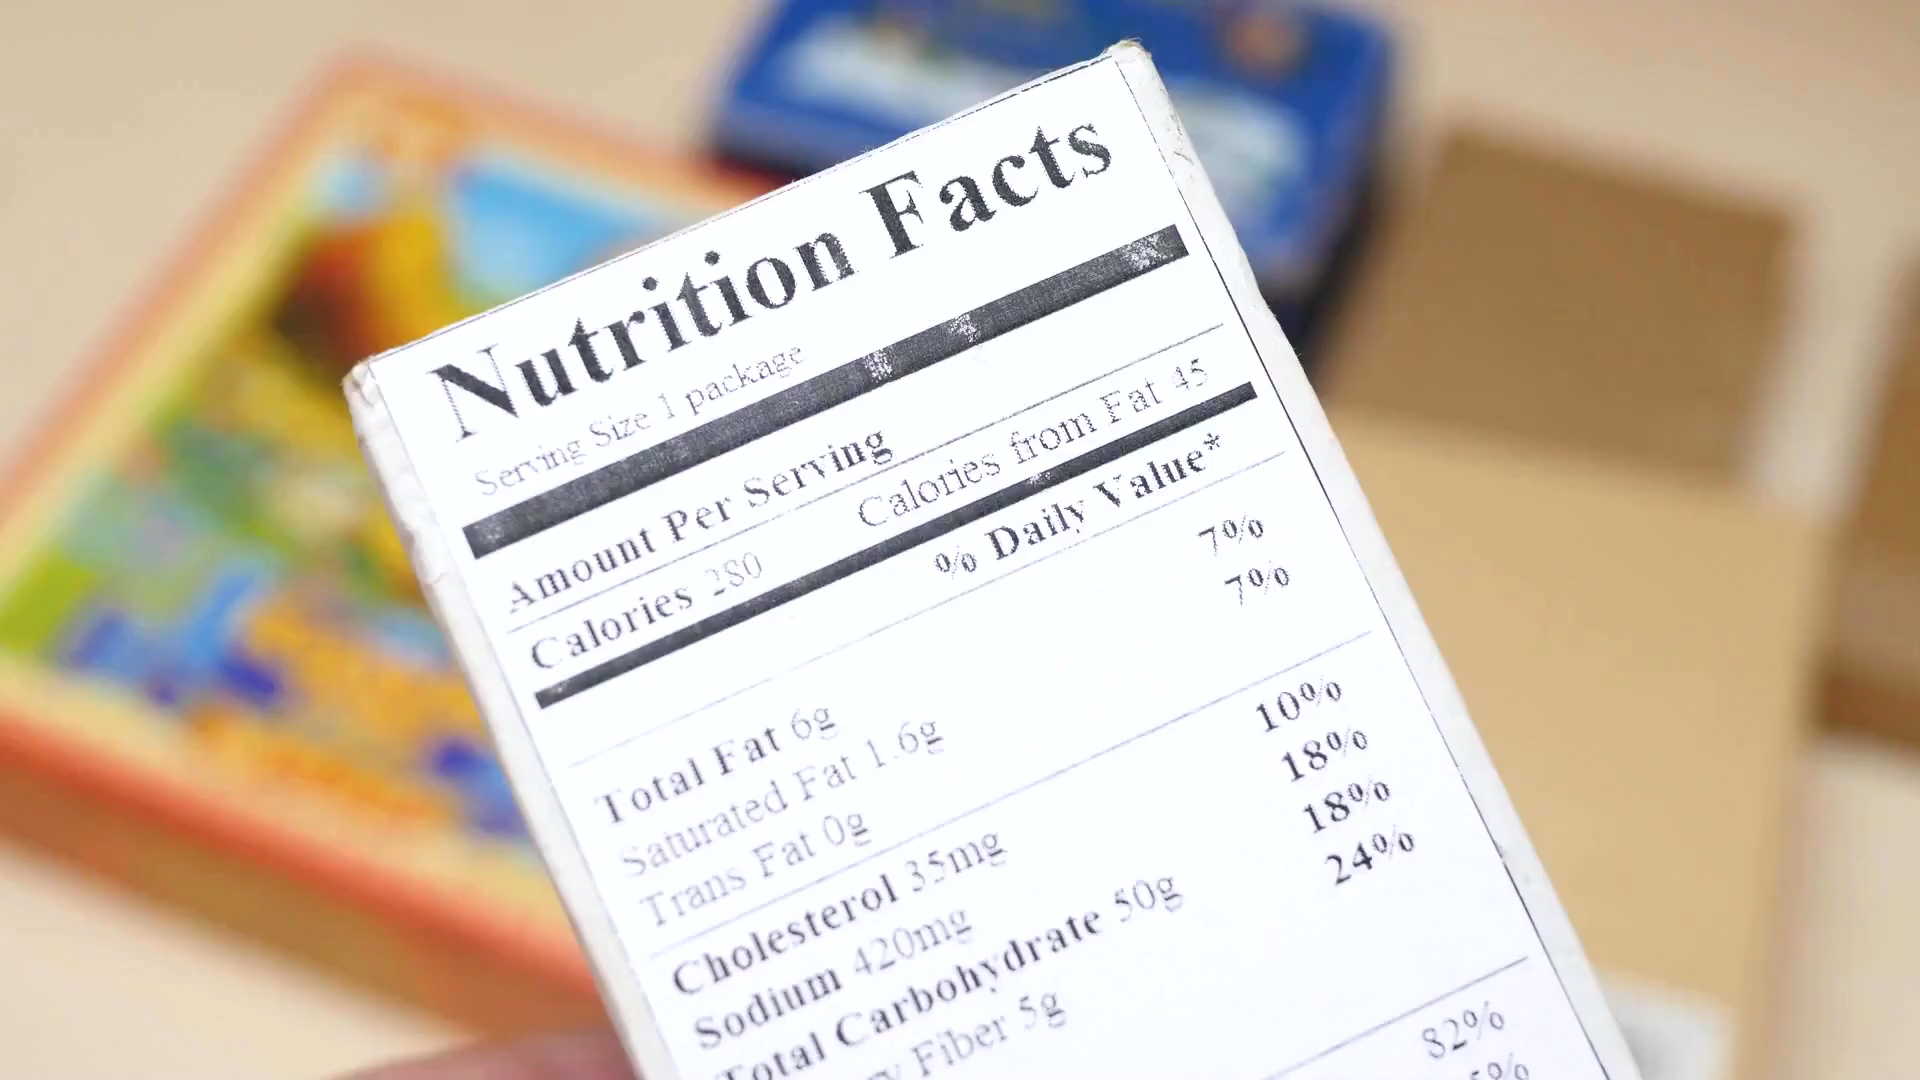 Nutrition Facts
Serving Size 1 package
Amount Per Serving
Calories 280 Calories from Fat 45
% Daily Value*
Total Fat 6g 7%
Saturated Fat 1.6g 7%
Trans Fat 0g
Cholesterol 35mg 10%
Sodium 420mg 18%
Total Carbohydrate 50g 18%
Fiber 5g 24%
82%